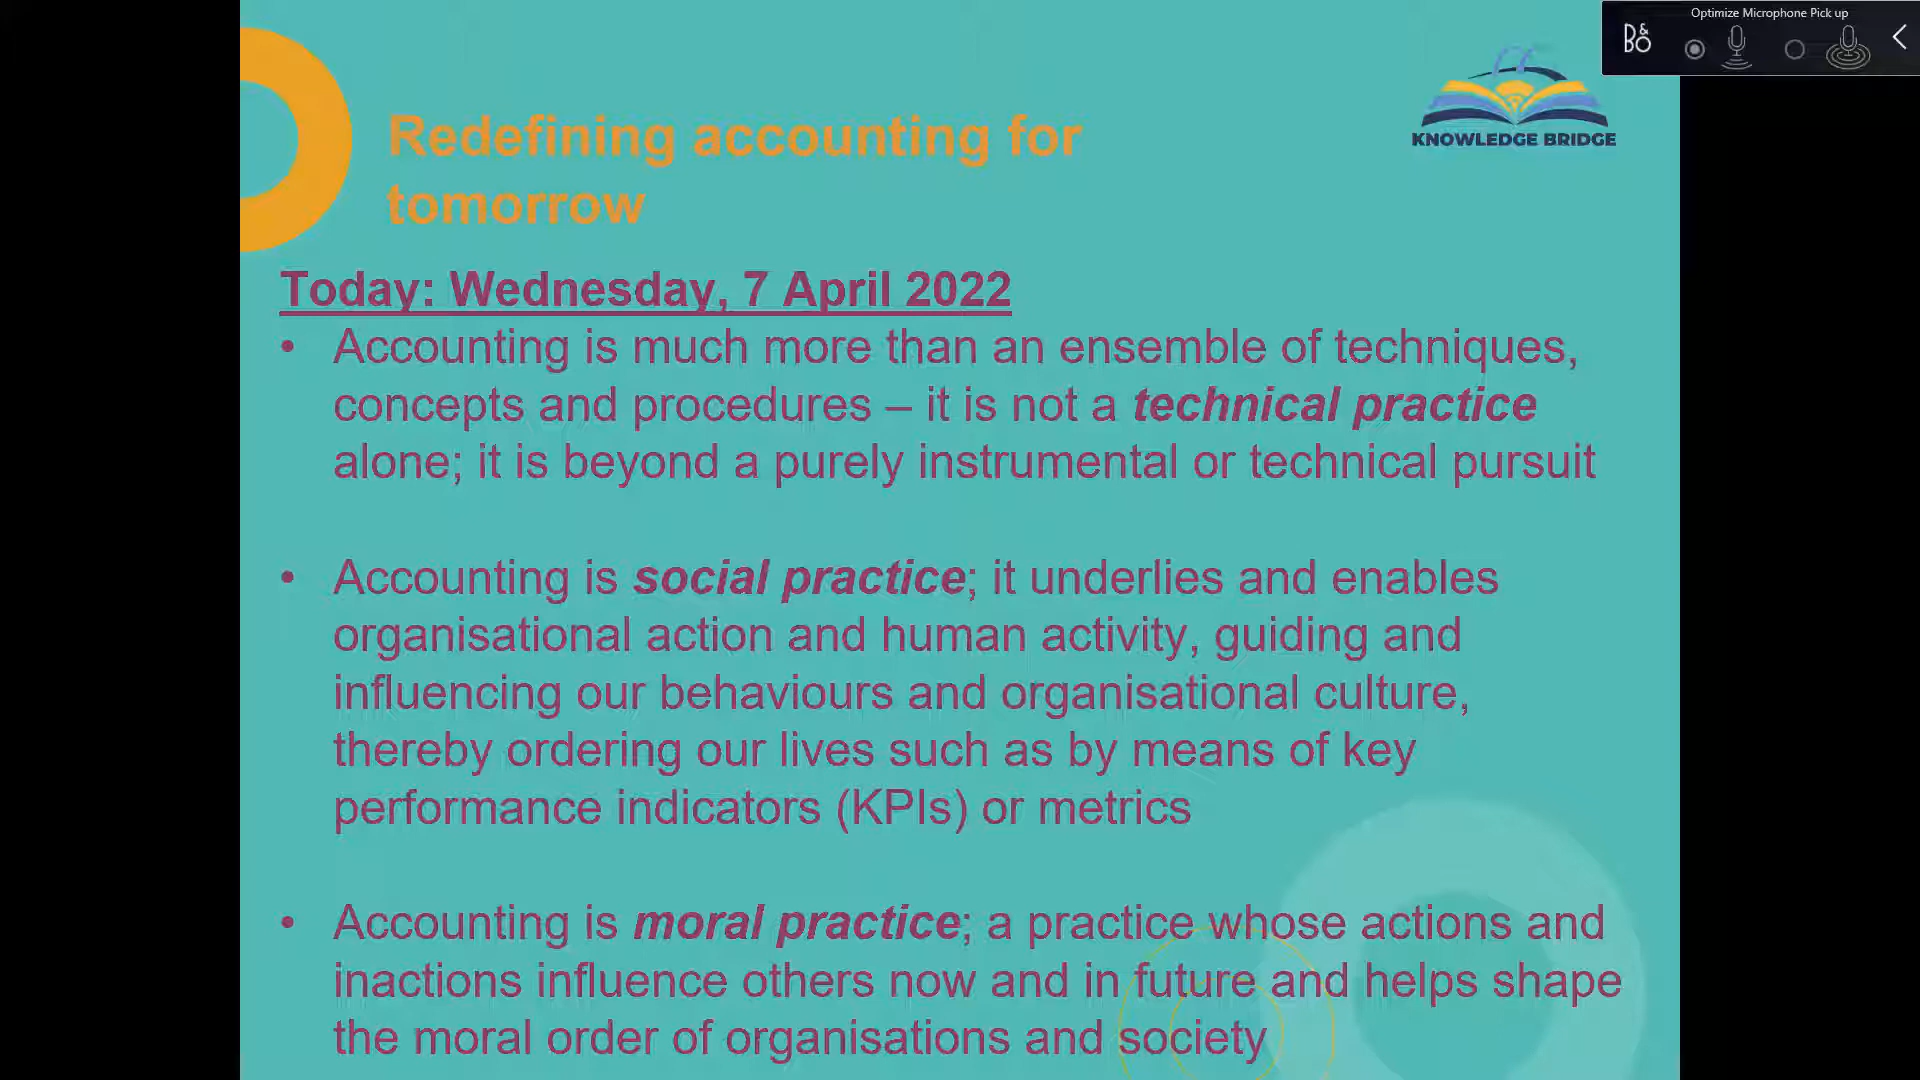 Optimize Microphone Pick up
B&O
KNOWLEDGE BRIDGE
Redefining accounting for
tomorrow
Today: Wednesday, 7 April 2022
• Accounting is much more than an ensemble of techniques,
concepts and procedures – it is not a technical practice
alone; it is beyond a purely instrumental or technical pursuit
• Accounting is social practice; it underlies and enables
organisational action and human activity, guiding and
influencing our behaviours and organisational culture,
thereby ordering our lives such as by means of key
performance indicators (KPIs) or metrics
• Accounting is moral practice; a practice whose actions and
inactions influence others now and in future and helps shape
the moral order of organisations and society